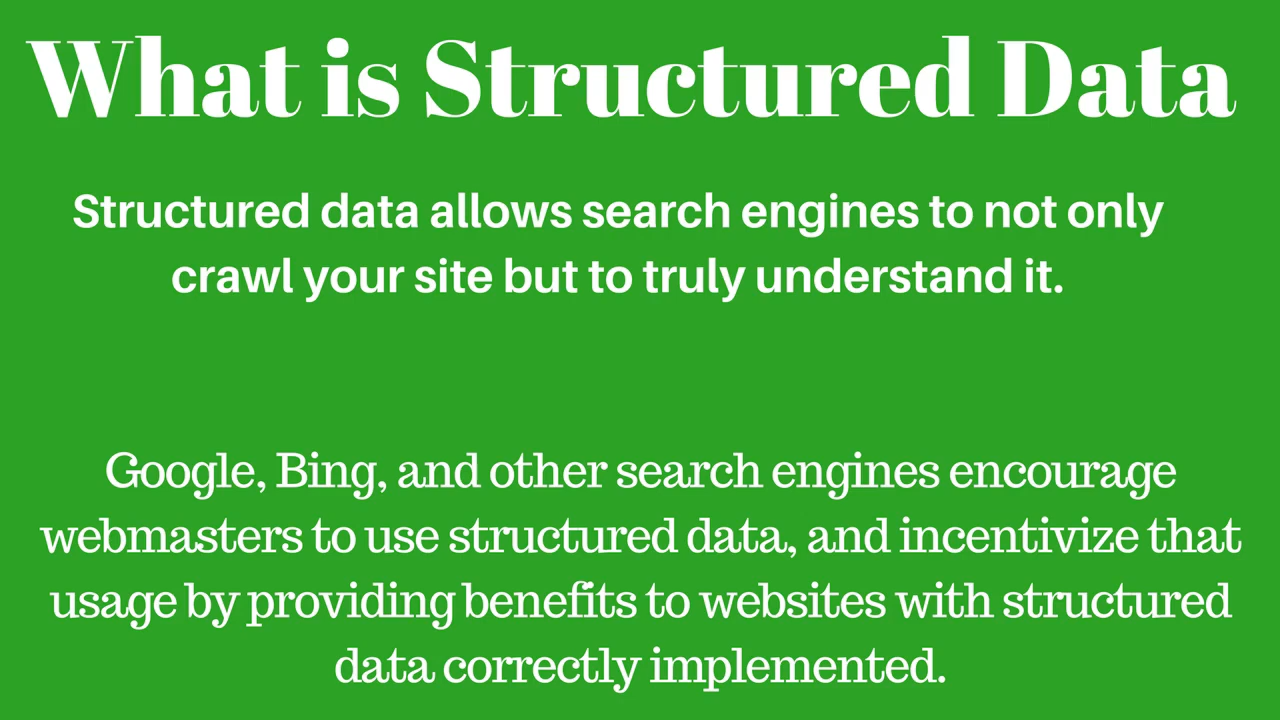 What is Structured Data
Structured data allows search engines to not only
crawl your site but to truly understand it.
Google, Bing, and other search engines encourage
webmasters to use structured data, and incentivize that
usage by providing benefits to websites with structured
data correctly implemented.